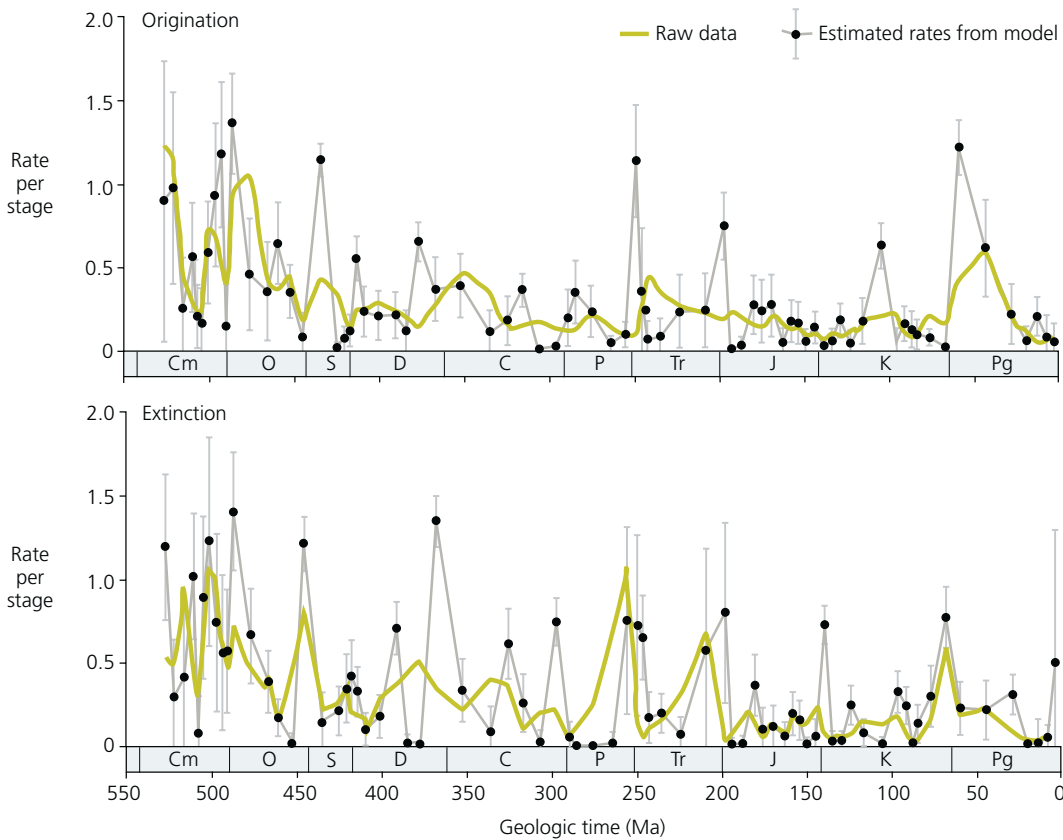 2.0
Origination
Raw data
Estimated rates from model
1.5
Rate
per
stage
1.0
0.5
0
Cm O S D C P Tr J K Pg
2.0
Extinction
1.5
Rate
per
stage
1.0
0.5
0
Cm O S D C P Tr J K Pg
550 500 450 400 350 300 250 200 150 100 50 0
Geologic time (Ma)